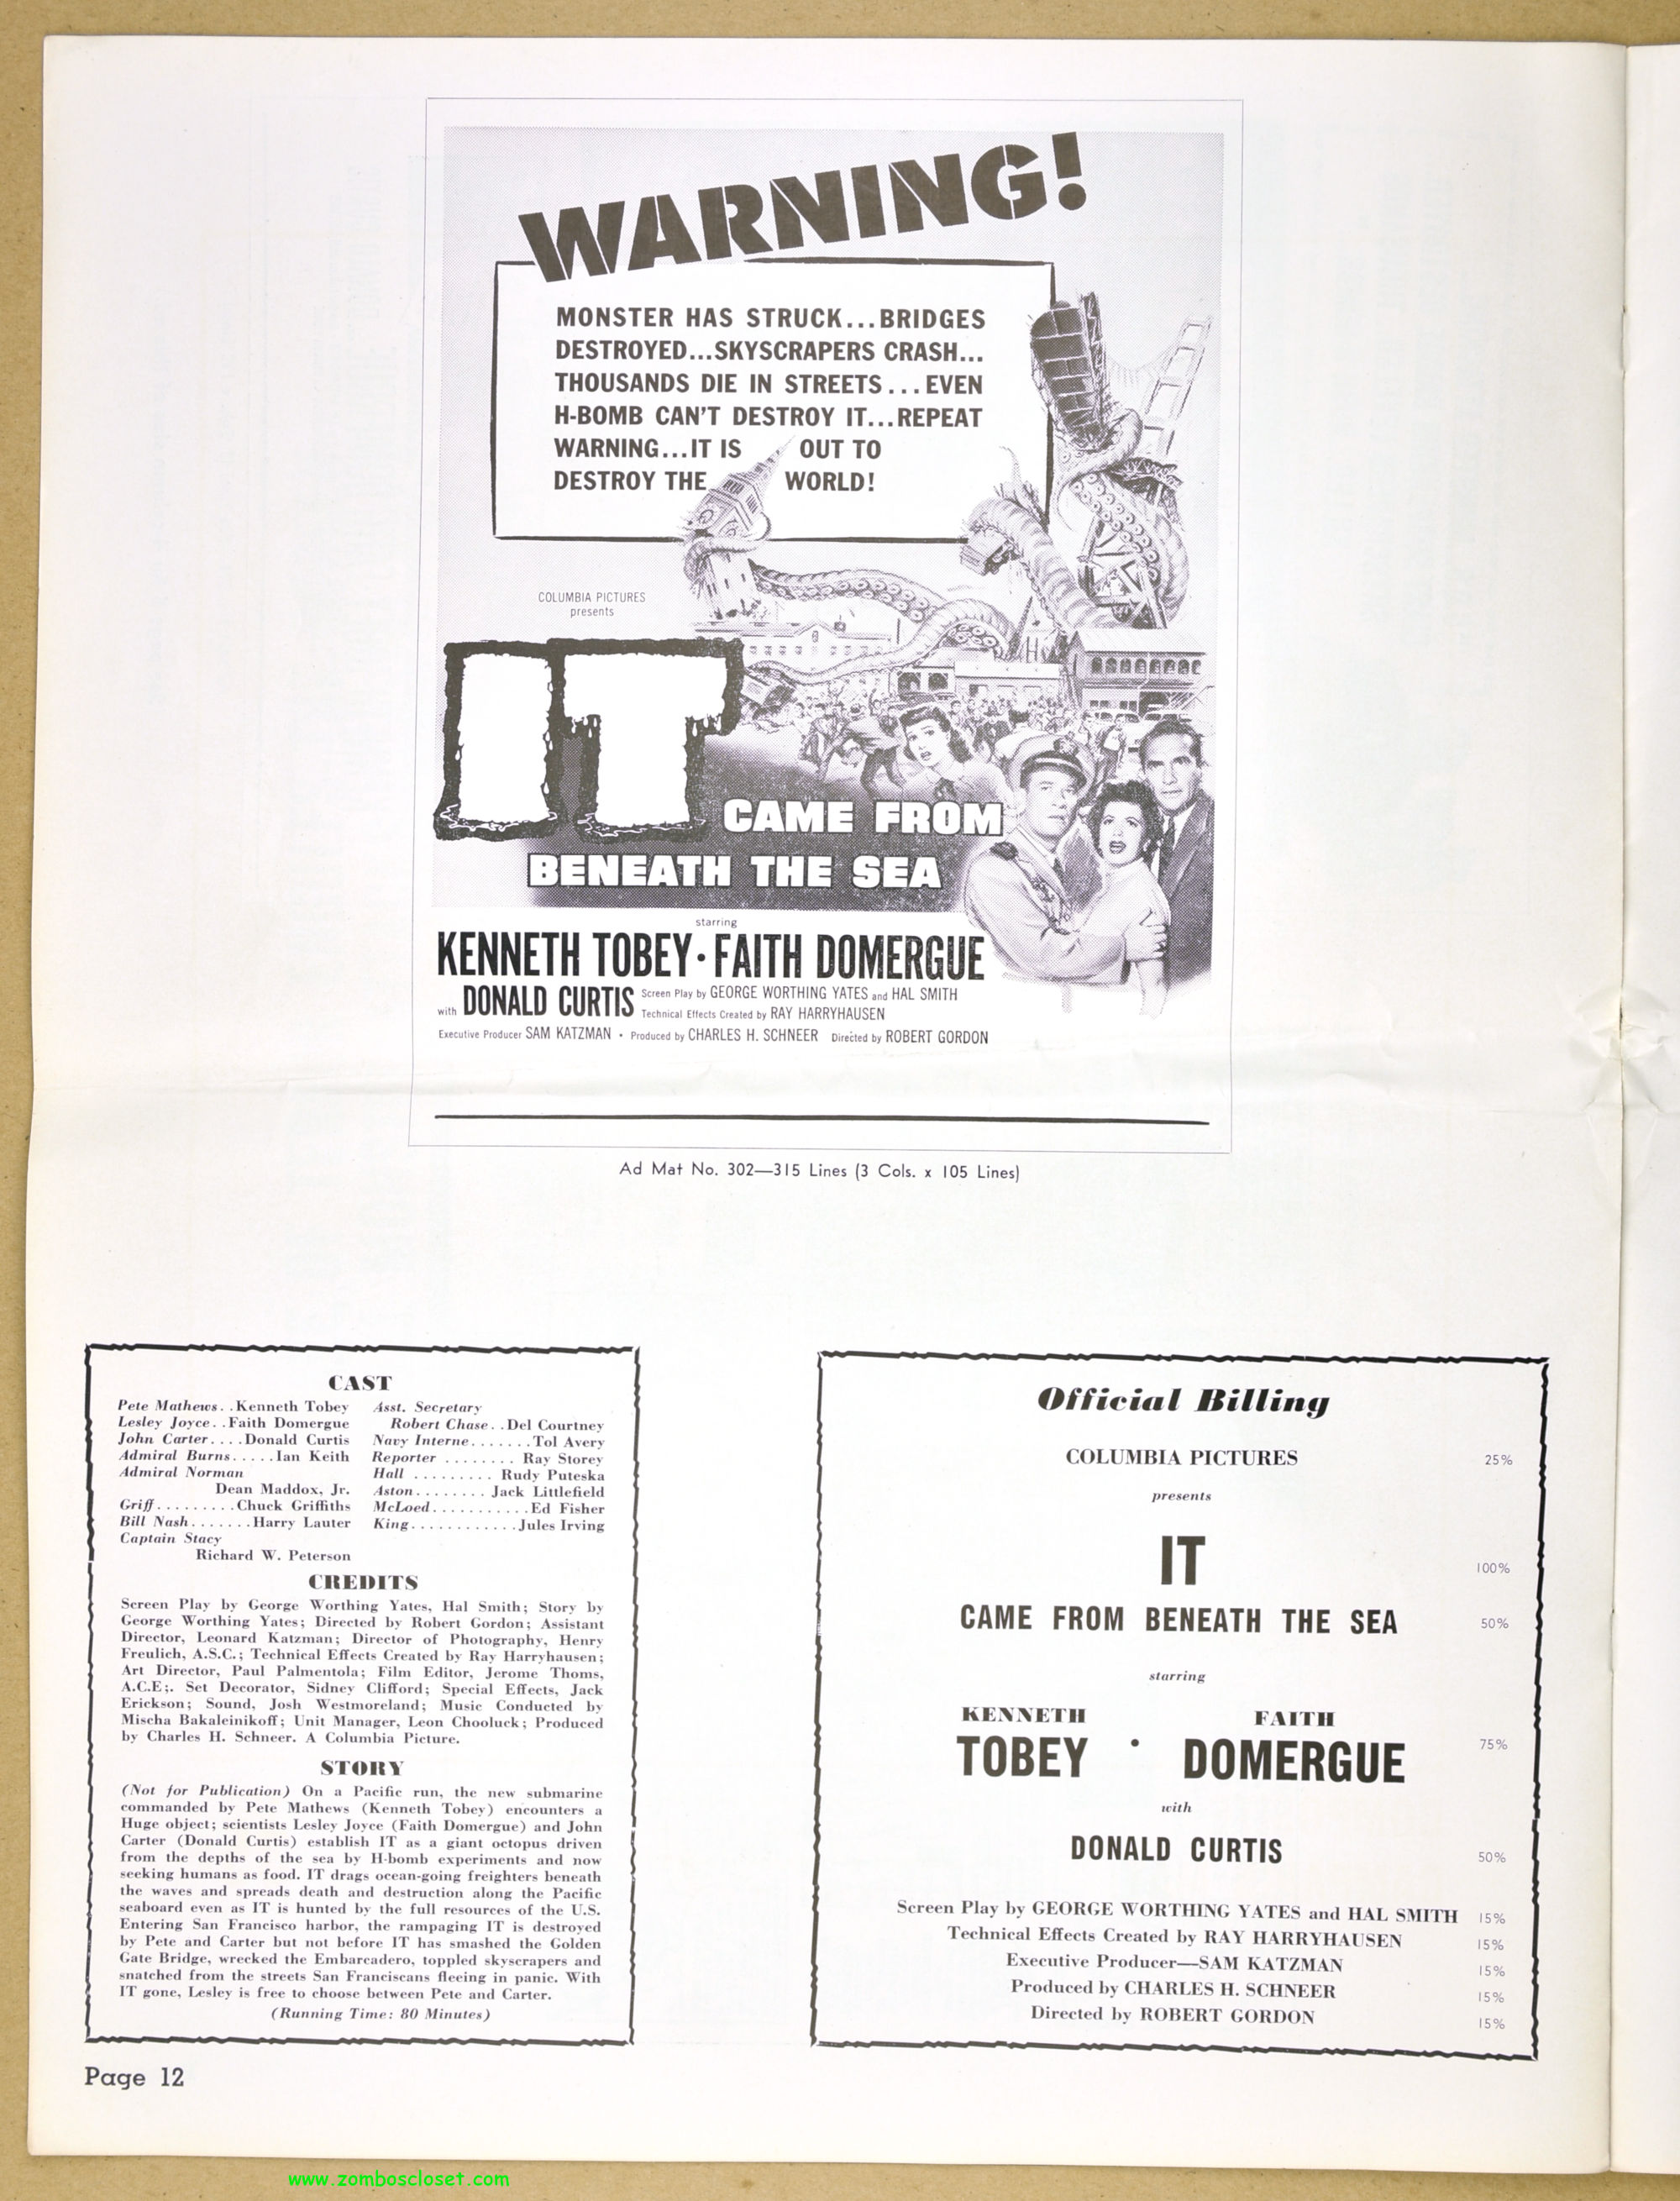 WARNING!
MONSTER HAS STRUCK...BRIDGES
DESTROYED...SKYSCRAPERS CRASH...
THOUSANDS DIE IN STREETS...EVEN
H-BOMB CAN'T DESTROY IT...REPEAT
WARNING...IT IS OUT TO
DESTROY THE WORLD!
COLUMBIA PICTURES
presents
IT
CAME FROM
BENEATH THE SEA
starring
KENNETH TOBEY · FAITH DOMERGUE
with DONALD CURTIS Screen Play by GEORGE WORTHING YATES and HAL SMITH
Technical Effects Created by RAY HARRYHAUSEN
Executive Producer SAM KATZMAN • Produced by CHARLES H. SCHNEER Directed by ROBERT GORDON
Ad Mat No. 302—315 Lines (3 Cols. x 105 Lines)
CAST
Pete Mathews..Kenneth Tobey
Lesley Joyce..Faith Domergue
John Carter....Donald Curtis
Admiral Burns.....Ian Keith
Admiral Norman
Dean Maddox, Jr.
Griff.........Chuck Griffiths
Bill Nash.......Harry Lauter
Captain Stacy
Richard W. Peterson
Asst. Secretary
Robert Chase..Del Courtney
Navy Interne.......Tol Avery
Reporter ........ Ray Storey
Hall ......... Rudy Puteska
Aston........ Jack Littlefield
McLoed...........Ed Fisher
King............Jules Irving
CREDITS
Screen Play by George Worthing Yates, Hal Smith; Story by
George Worthing Yates; Directed by Robert Gordon; Assistant
Director, Leonard Katzman; Director of Photography, Henry
Freulich, A.S.C.; Technical Effects Created by Ray Harryhausen;
Art Director, Paul Palmentola; Film Editor, Jerome Thoms,
A.C.E;. Set Decorator, Sidney Clifford; Special Effects, Jack
Erickson; Sound, Josh Westmoreland; Music Conducted by
Mischa Bakaleinikoff; Unit Manager, Leon Chooluck; Produced
by Charles H. Schneer. A Columbia Picture.
STORY
(Not for Publication) On a Pacific run, the new submarine
commanded by Pete Mathews (Kenneth Tobey) encounters a
Huge object; scientists Lesley Joyce (Faith Domergue) and John
Carter (Donald Curtis) establish IT as a giant octopus driven
from the depths of the sea by H-bomb experiments and now
seeking humans as food. IT drags ocean-going freighters beneath
the waves and spreads death and destruction along the Pacific
seaboard even as IT is hunted by the full resources of the U.S.
Entering San Francisco harbor, the rampaging IT is destroyed
by Pete and Carter but not before IT has smashed the Golden
Gate Bridge, wrecked the Embarcadero, toppled skyscrapers and
snatched from the streets San Franciscans fleeing in panic. With
IT gone, Lesley is free to choose between Pete and Carter.
(Running Time: 80 Minutes)
Official Billing
COLUMBIA PICTURES 25%
presents
IT 100%
CAME FROM BENEATH THE SEA 50%
starring
KENNETH FAITH
TOBEY · DOMERGUE 75%
with
DONALD CURTIS 50%
Screen Play by GEORGE WORTHING YATES and HAL SMITH 15%
Technical Effects Created by RAY HARRYHAUSEN 15%
Executive Producer—SAM KATZMAN 15%
Produced by CHARLES H. SCHNEER 15%
Directed by ROBERT GORDON 15%
Page 12
www.zomboscloset.com